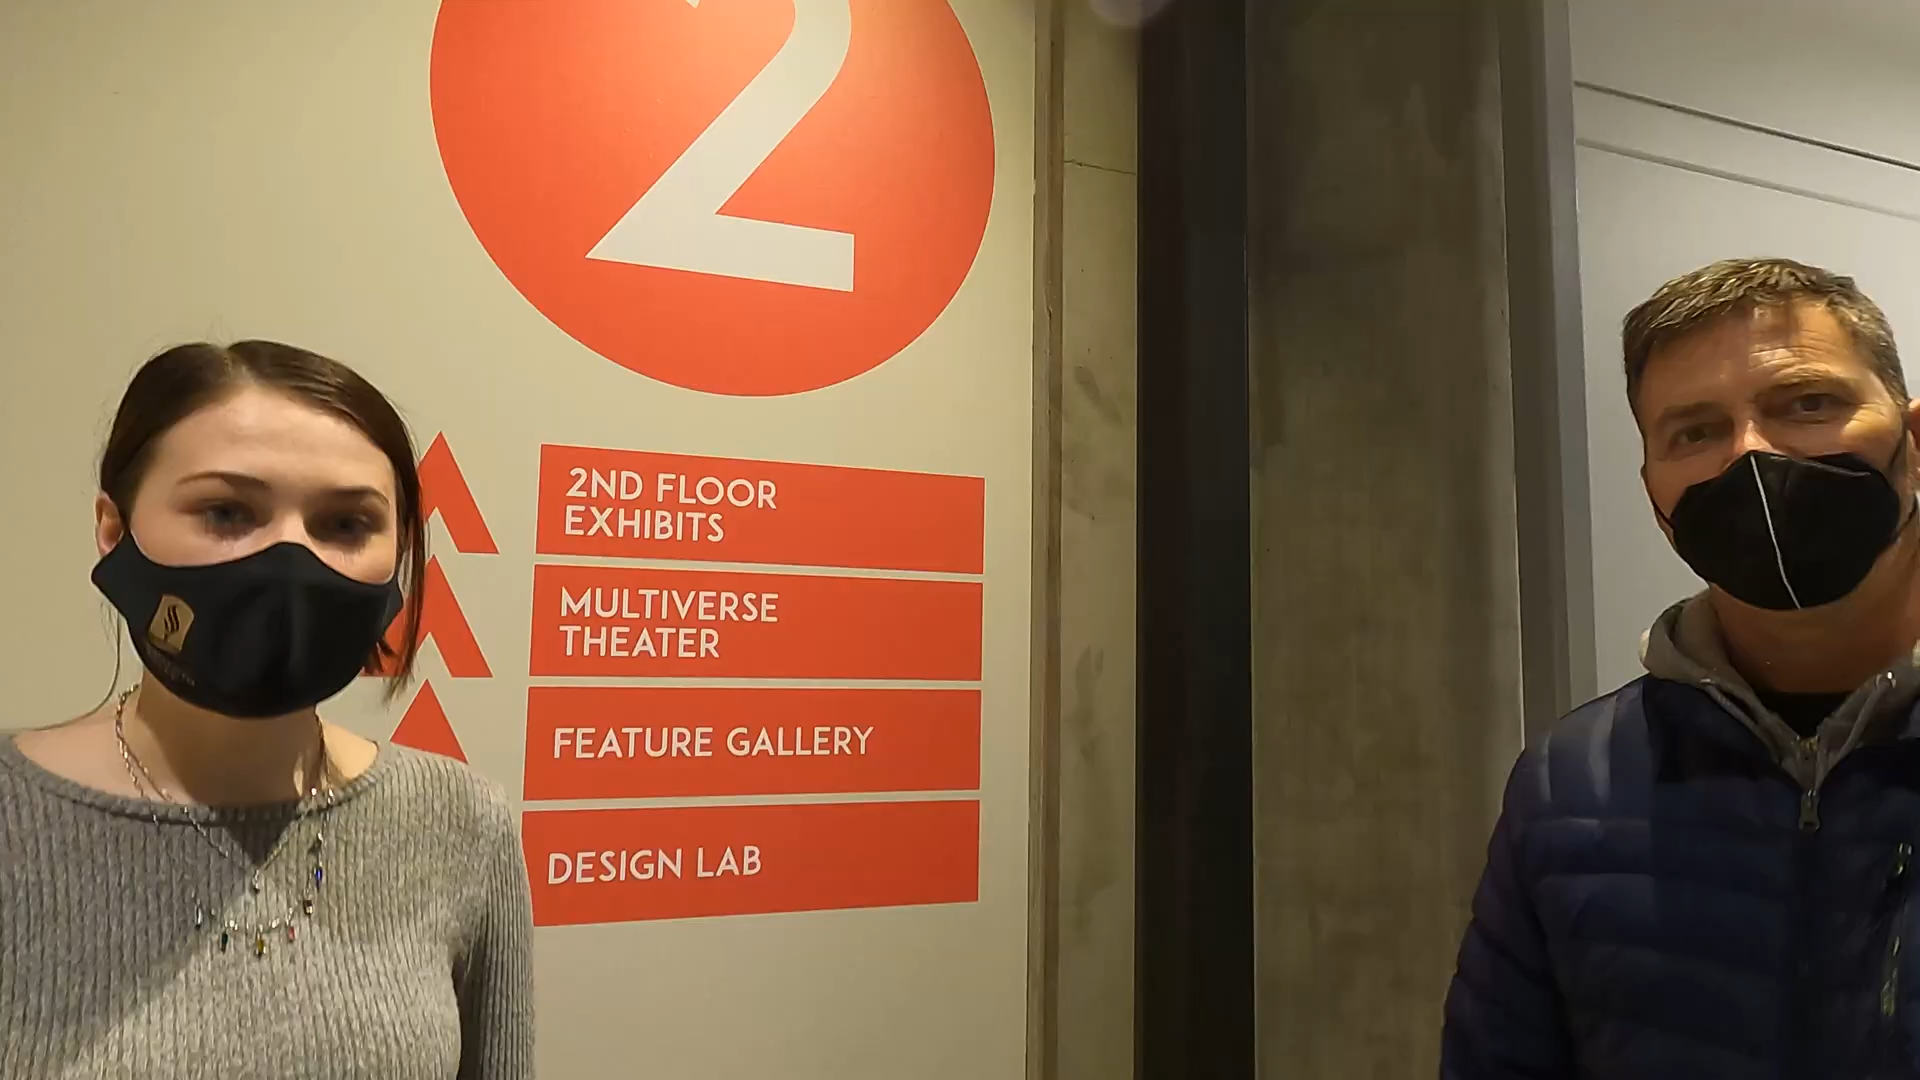 2
2ND FLOOR
EXHIBITS
MULTIVERSE
THEATER
FEATURE GALLERY
DESIGN LAB